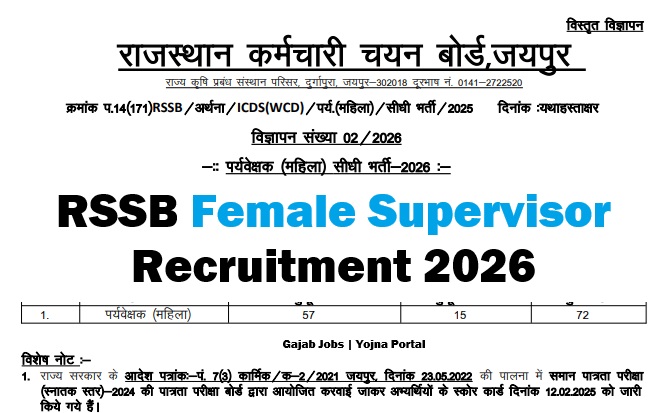 विस्तृत विज्ञापन
राजस्थान कर्मचारी चयन बोर्ड,जयपुर
राज्य कृषि प्रबंध संस्थान परिसर, दुर्गापुरा, जयपुर–302018 दूरभाष नं. 0141–2722520
क्रमांक प.14(171)RSSB/अर्थना/ICDS(WCD)/पर्य.(महिला)/सीधी भर्ती/2025 दिनांक :यथाहस्ताक्षर
विज्ञापन संख्या 02/2026
–:: पर्यवेक्षक (महिला) सीधी भर्ती–2026 :–
RSSB Female Supervisor
Recruitment 2026
1. पर्यवेक्षक (महिला) 57 15 72
Gajab Jobs | Yojna Portal
विशेष नोट :–
1. राज्य सरकार के आदेश पत्रांकः–पं. 7(3) कार्मिक/क–2/2021 जयपुर, दिनांक 23.05.2022 की पालना में समान पात्रता परीक्षा
(स्नातक स्तर)–2024 की पात्रता परीक्षा बोर्ड द्वारा आयोजित करवाई जाकर अभ्यर्थियों के स्कोर कार्ड दिनांक 12.02.2025 को जारी
किये गये हैं।